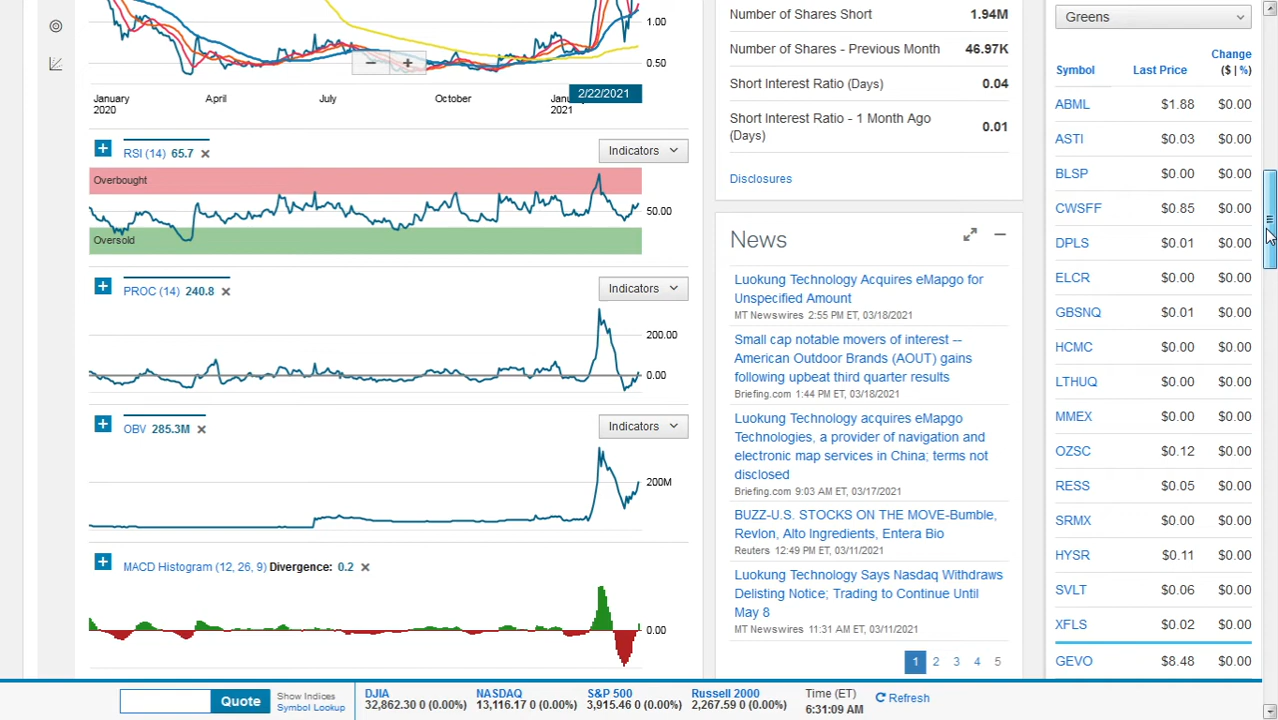 1.00
0.50
January
2020
April
July
October
2021
2/22/2021
RSI (14) 65.7
Indicators
Overbought
50.00
Oversold
PROC (14) 240.8
Indicators
200.00
0.00
OBV 285.3M
Indicators
200M
MACD Histogram (12, 26, 9) Divergence: 0.2
0.00
Number of Shares Short 1.94M
Number of Shares - Previous Month 46.97K
Short Interest Ratio (Days) 0.04
Short Interest Ratio - 1 Month Ago
(Days) 0.01
Disclosures
News
Luokung Technology Acquires eMapgo for
Unspecified Amount
MT Newswires 2:55 PM ET, 03/18/2021
Small cap notable movers of interest --
American Outdoor Brands (AOUT) gains
following upbeat third quarter results
Briefing.com 1:44 PM ET, 03/18/2021
Luokung Technology acquires eMapgo
Technologies, a provider of navigation and
electronic map services in China; terms not
disclosed
Briefing.com 9:03 AM ET, 03/17/2021
BUZZ-U.S. STOCKS ON THE MOVE-Bumble,
Revlon, Alto Ingredients, Entera Bio
Reuters 12:49 PM ET, 03/11/2021
Luokung Technology Says Nasdaq Withdraws
Delisting Notice; Trading to Continue Until
May 8
MT Newswires 11:31 AM ET, 03/11/2021
1 2 3 4 5
Greens
Symbol Last Price Change
($ | %)
ABML $1.88 $0.00
ASTI $0.03 $0.00
BLSP $0.00 $0.00
CWSFF $0.85 $0.00
DPLS $0.01 $0.00
ELCR $0.00 $0.00
GBSNQ $0.01 $0.00
HCMC $0.00 $0.00
LTHUQ $0.00 $0.00
MMEX $0.00 $0.00
OZSC $0.12 $0.00
RESS $0.05 $0.00
SRMX $0.00 $0.00
HYSR $0.11 $0.00
SVLT $0.06 $0.00
XFLS $0.02 $0.00
GEVO $8.48 $0.00
Quote
Show Indices
Symbol Lookup
DJIA
32,862.30 0 (0.00%)
NASDAQ
13,116.17 0 (0.00%)
S&P 500
3,915.46 0 (0.00%)
Russell 2000
2,267.59 0 (0.00%)
Time (ET)
6:31:09 AM
Refresh